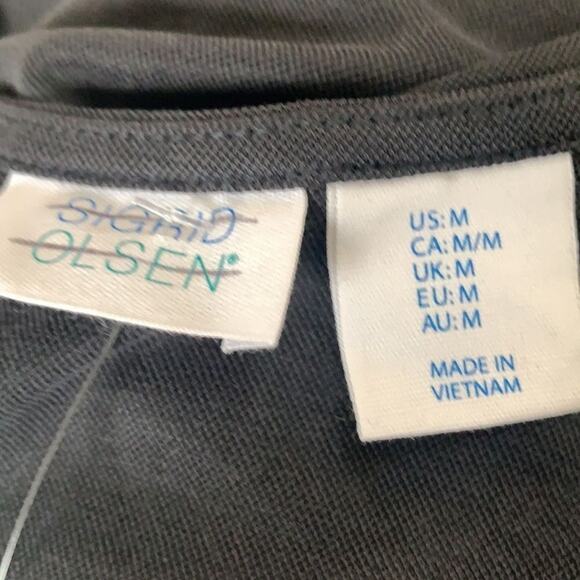 SIGRID
OLSEN®
US: M
CA: M/M
UK: M
EU: M
AU: M
MADE IN
VIETNAM